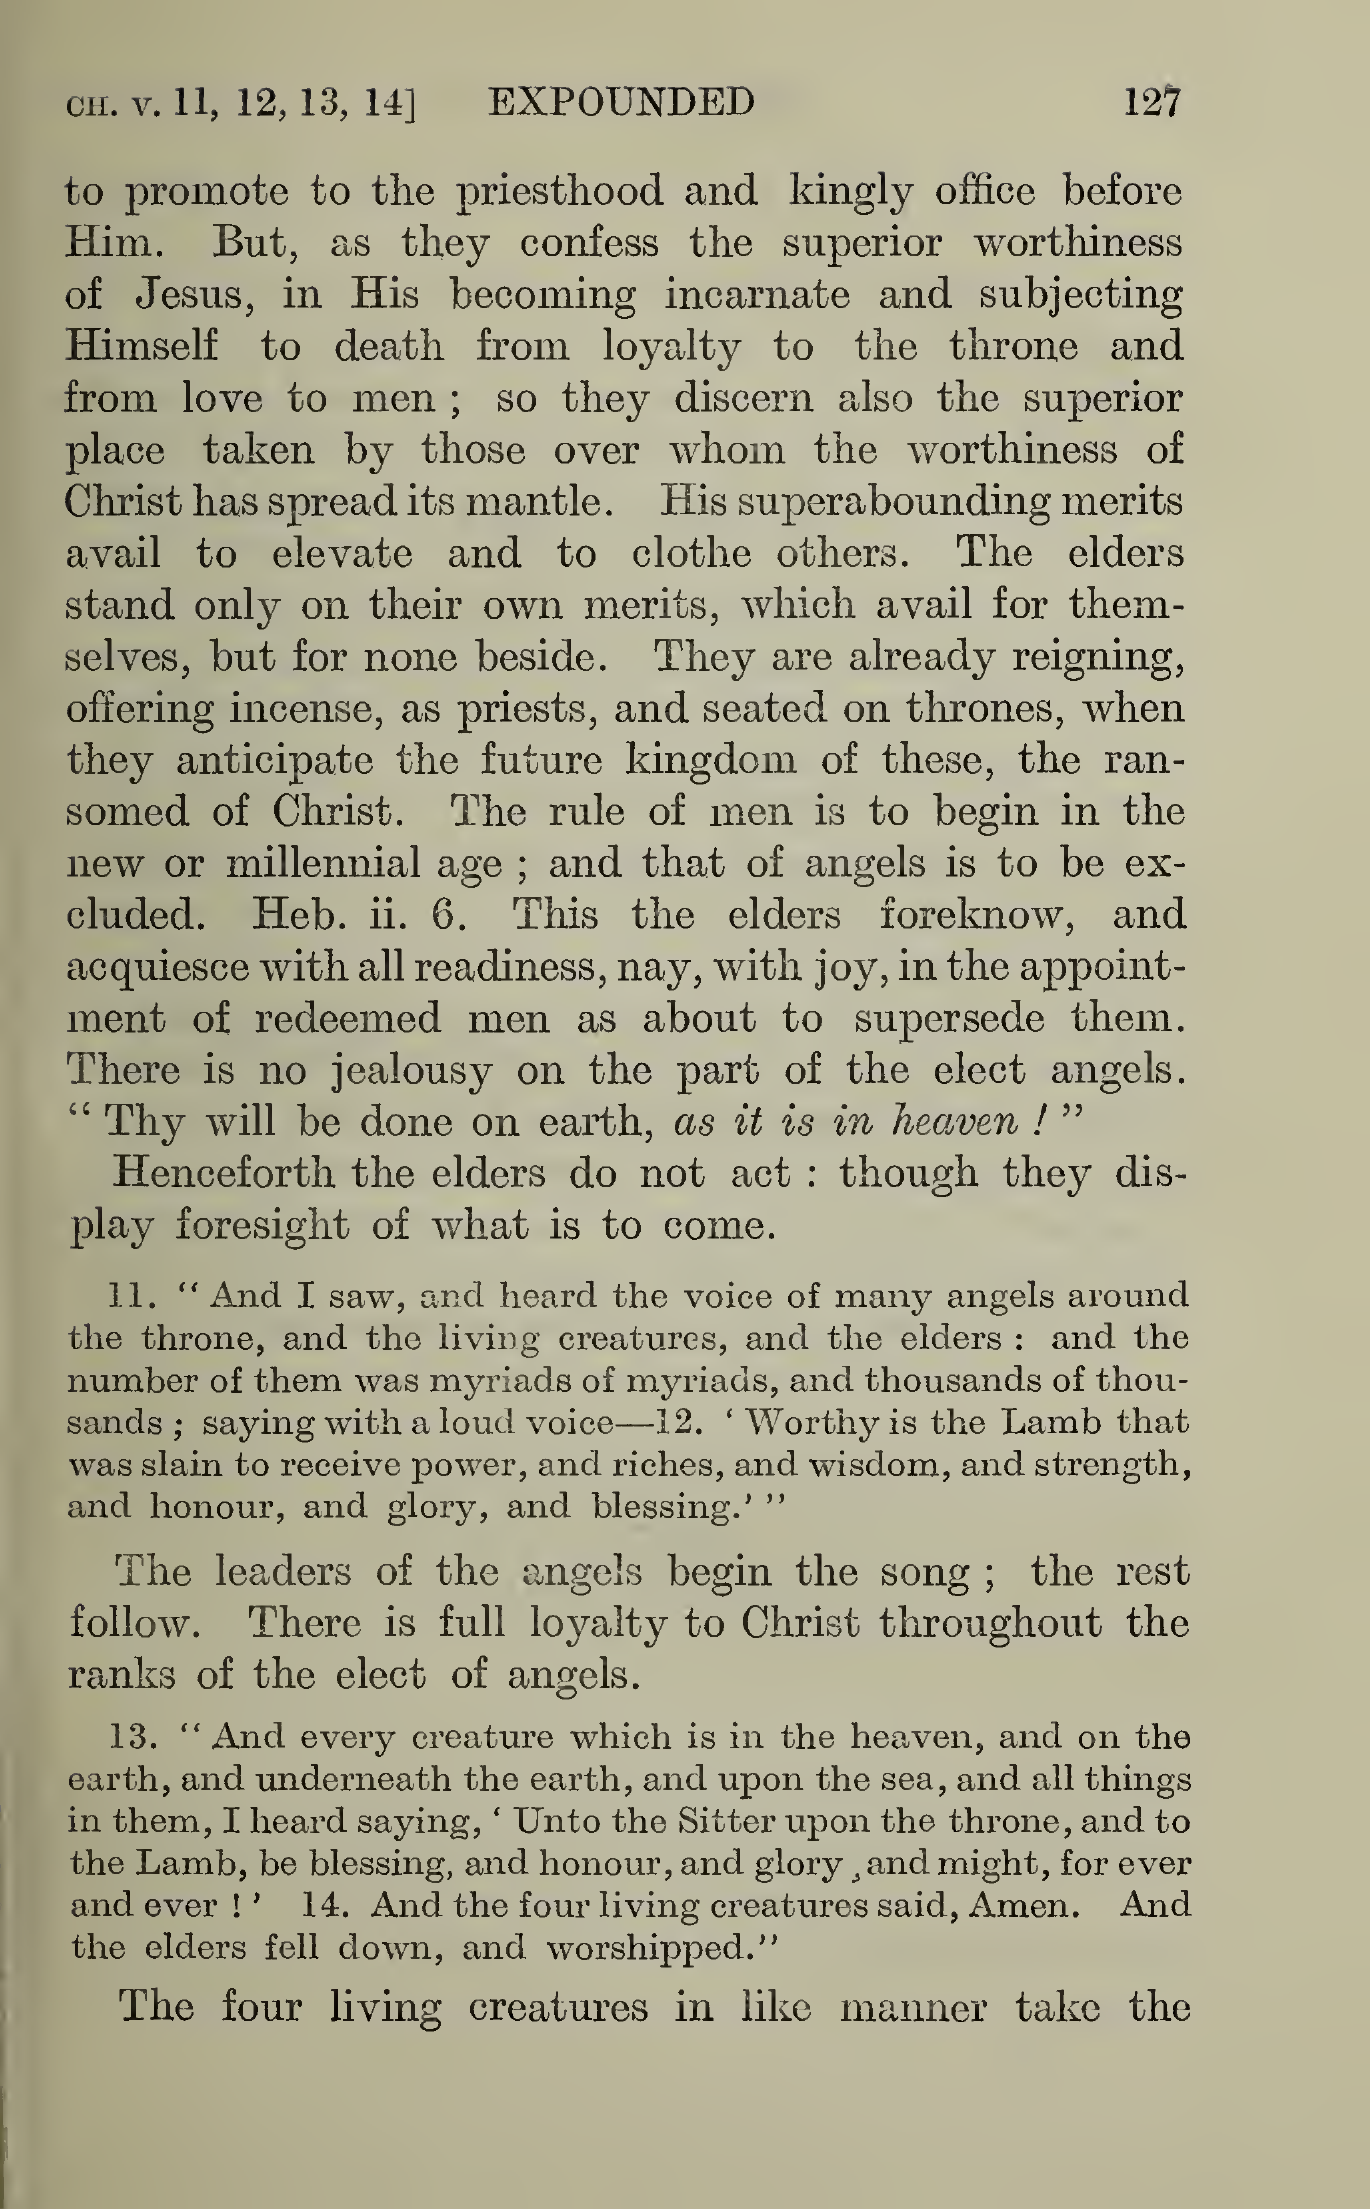 CH. V. 11, 12, 13, 14] EXPOUNDED 127
to promote to the priesthood and kingly office before
Him. But, as they confess the superior worthiness
of Jesus, in His becoming incarnate and subjecting
Himself to death from loyalty to the throne and
from love to men ; so they discern also the superior
place taken by those over whom the worthiness of
Christ has spread its mantle. His superabounding merits
avail to elevate and to clothe others. The elders
stand only on their own merits, which avail for them-
selves, but for none beside. They are already reigning,
offering incense, as priests, and seated on thrones, when
they anticipate the future kingdom of these, the ran-
somed of Christ. The rule of men is to begin in the
new or millennial age ; and that of angels is to be ex-
cluded. Heb. ii. 6. This the elders foreknow, and
acquiesce with all readiness, nay, with joy, in the appoint-
ment of redeemed men as about to supersede them.
There is no jealousy on the part of the elect angels.
“ Thy will be done on earth, as it is in heaven ! ”
Henceforth the elders do not act : though they dis-
play foresight of what is to come.
11. “ And I saw, and heard the voice of many angels around
the throne, and the living creatures, and the elders : and the
number of them was myriads of myriads, and thousands of thou-
sands ; saying with a loud voice—12. ‘ Worthy is the Lamb that
was slain to receive power, and riches, and wisdom, and strength,
and honour, and glory, and blessing.’ ”
The leaders of the angels begin the song ; the rest
follow. There is full loyalty to Christ throughout the
ranks of the elect of angels.
13. “ And every creature which is in the heaven, and on the
earth, and underneath the earth, and upon the sea, and all things
in them, I heard saying, ‘ Unto the Sitter upon the throne, and to
the Lamb, be blessing, and honour, and glory, and might, for ever
and ever ! ’ 14. And the four living creatures said, Amen. And
the elders fell down, and worshipped.”
The four living creatures in like manner take the